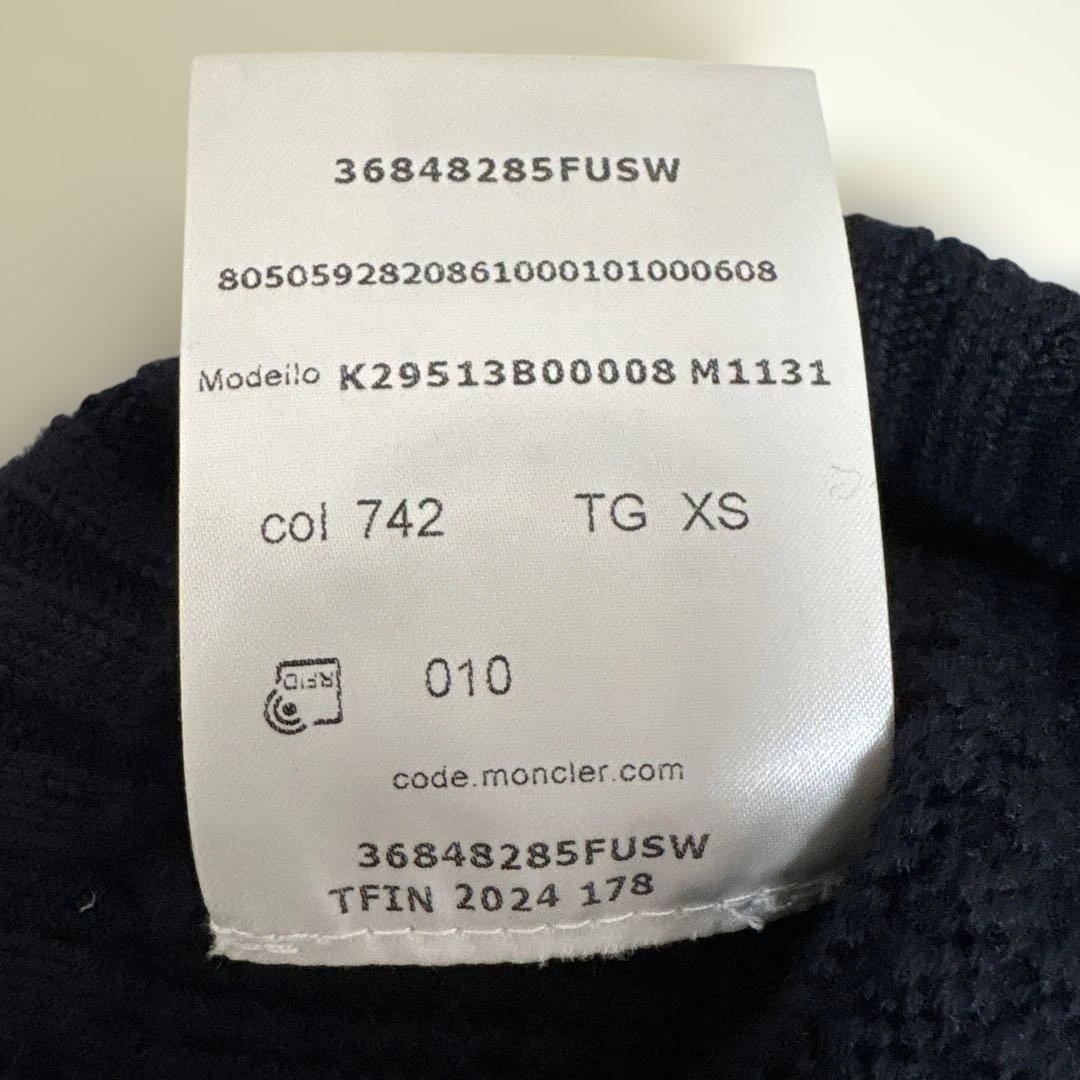 36848285FUSW
8050592820861000101000608
Modello K29513B00008 M1131
col 742 TG XS
RFID
010
code.moncler.com
36848285FUSW
TFIN 2024 178